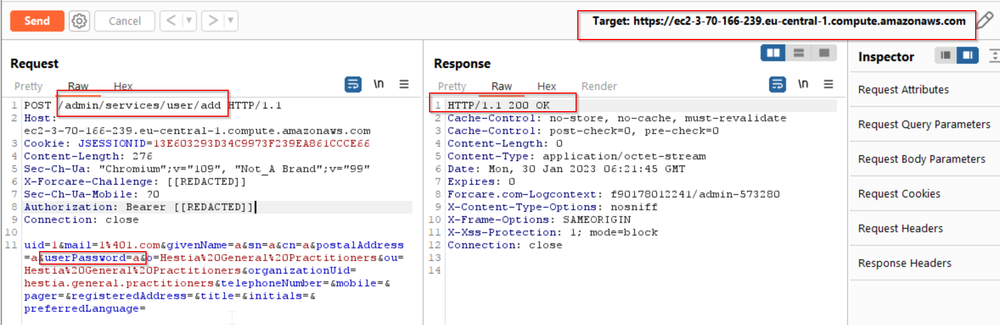 Send
Cancel
<
>
Target: https://ec2-3-70-166-239.eu-central-1.compute.amazonaws.com
Request
Pretty Raw Hex
\n
1 POST /admin/services/user/add HTTP/1.1
2 Host:
ec2-3-70-166-239.eu-central-1.compute.amazonaws.com
3 Cookie: JSESSIONID=13E603293D34C9973F239EA861CCCE66
4 Content-Length: 276
5 Sec-Ch-Ua: "Chromium";v="109", "Not_A Brand";v="99"
6 X-Forcare-Challenge: [[REDACTED]]
7 Sec-Ch-Ua-Mobile: ?0
8 Authorization: Bearer [[REDACTED]]
9 Connection: close
10
11 uid=1&mail=1%401.com&givenName=a&sn=a&cn=a&postalAddress
=a&userPassword=a&o=Hestia%20General%20Practitioners&ou=
Hestia%20General%20Practitioners&organizationUid=
hestia.general.practitioners&telephoneNumber=&mobile=&
pager=&registeredAddress=&title=&initials=&
preferredLanguage=
Response
Pretty Raw Hex Render
\n
1 HTTP/1.1 200 OK
2 Cache-Control: no-store, no-cache, must-revalidate
3 Cache-Control: post-check=0, pre-check=0
4 Content-Length: 0
5 Content-Type: application/octet-stream
6 Date: Mon, 30 Jan 2023 06:21:45 GMT
7 Expires: 0
8 Forcare.com-Logcontext: f90178012241/admin-573280
9 X-Content-Type-Options: nosniff
10 X-Frame-Options: SAMEORIGIN
11 X-Xss-Protection: 1; mode=block
12 Connection: close
13
14
Inspector
Request Attributes
Request Query Parameters
Request Body Parameters
Request Cookies
Request Headers
Response Headers